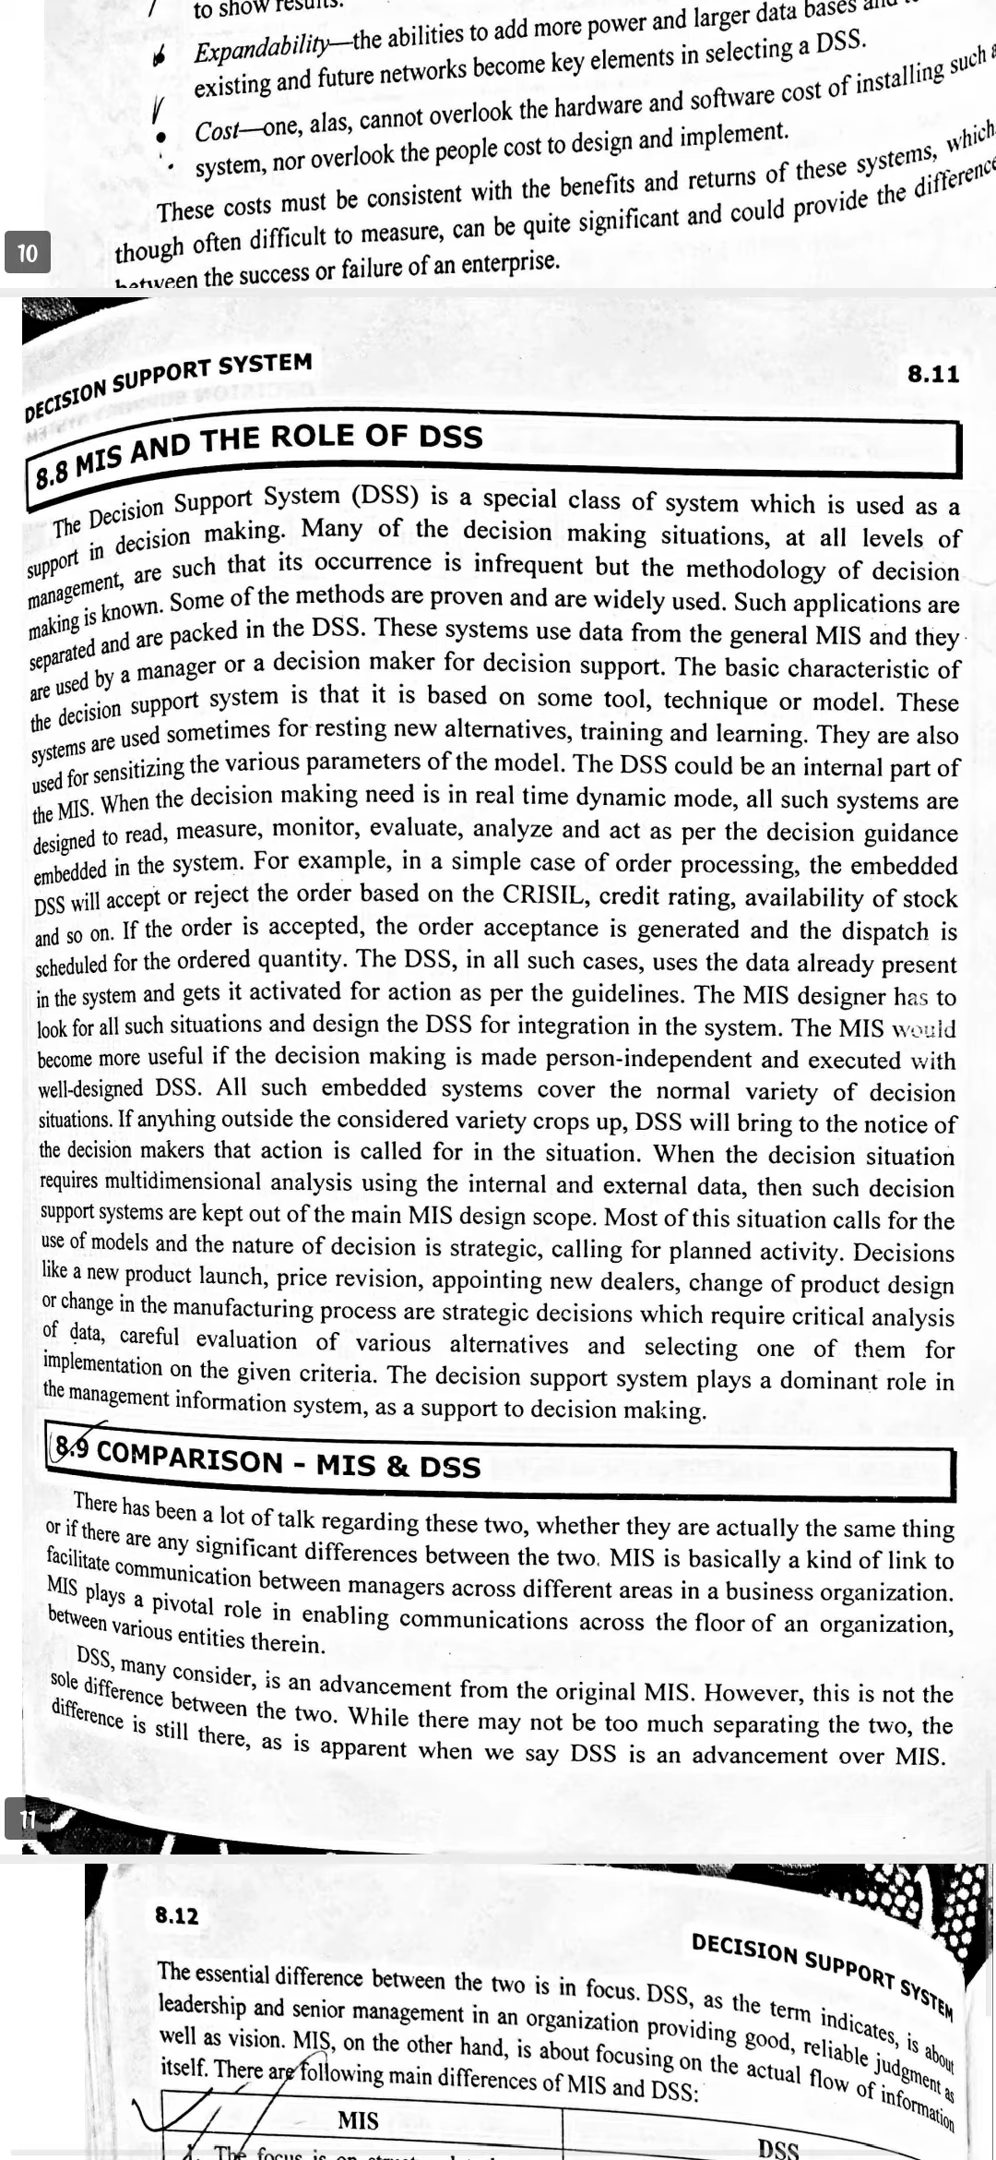 to show results.
Expandability—the abilities to add more power and larger data bases and to
existing and future networks become key elements in selecting a DSS.
• Cost—one, alas, cannot overlook the hardware and software cost of installing such a
system, nor overlook the people cost to design and implement.
These costs must be consistent with the benefits and returns of these systems, which
though often difficult to measure, can be quite significant and could provide the difference
between the success or failure of an enterprise.
10
DECISION SUPPORT SYSTEM
8.11
8.8 MIS AND THE ROLE OF DSS
The Decision Support System (DSS) is a special class of system which is used as a
support in decision making. Many of the decision making situations, at all levels of
management, are such that its occurrence is infrequent but the methodology of decision
making is known. Some of the methods are proven and are widely used. Such applications are
separated and are packed in the DSS. These systems use data from the general MIS and they
are used by a manager or a decision maker for decision support. The basic characteristic of
the decision support system is that it is based on some tool, technique or model. These
systems are used sometimes for resting new alternatives, training and learning. They are also
used for sensitizing the various parameters of the model. The DSS could be an internal part of
the MIS. When the decision making need is in real time dynamic mode, all such systems are
designed to read, measure, monitor, evaluate, analyze and act as per the decision guidance
embedded in the system. For example, in a simple case of order processing, the embedded
DSS will accept or reject the order based on the CRISIL, credit rating, availability of stock
and so on. If the order is accepted, the order acceptance is generated and the dispatch is
scheduled for the ordered quantity. The DSS, in all such cases, uses the data already present
in the system and gets it activated for action as per the guidelines. The MIS designer has to
look for all such situations and design the DSS for integration in the system. The MIS would
become more useful if the decision making is made person-independent and executed with
well-designed DSS. All such embedded systems cover the normal variety of decision
situations. If anything outside the considered variety crops up, DSS will bring to the notice of
the decision makers that action is called for in the situation. When the decision situation
requires multidimensional analysis using the internal and external data, then such decision
support systems are kept out of the main MIS design scope. Most of this situation calls for the
use of models and the nature of decision is strategic, calling for planned activity. Decisions
like a new product launch, price revision, appointing new dealers, change of product design
or change in the manufacturing process are strategic decisions which require critical analysis
of data, careful evaluation of various alternatives and selecting one of them for
implementation on the given criteria. The decision support system plays a dominant role in
the management information system, as a support to decision making.
8.9 COMPARISON - MIS & DSS
There has been a lot of talk regarding these two, whether they are actually the same thing
or if there are any significant differences between the two. MIS is basically a kind of link to
facilitate communication between managers across different areas in a business organization.
MIS plays a pivotal role in enabling communications across the floor of an organization,
between various entities therein.
DSS, many consider, is an advancement from the original MIS. However, this is not the
sole difference between the two. While there may not be too much separating the two, the
difference is still there, as is apparent when we say DSS is an advancement over MIS.
11
8.12
DECISION SUPPORT SYSTEM
The essential difference between the two is in focus. DSS, as the term indicates, is about
leadership and senior management in an organization providing good, reliable judgment as
well as vision. MIS, on the other hand, is about focusing on the actual flow of information
itself. There are following main differences of MIS and DSS:
MIS
DSS
The focus is on